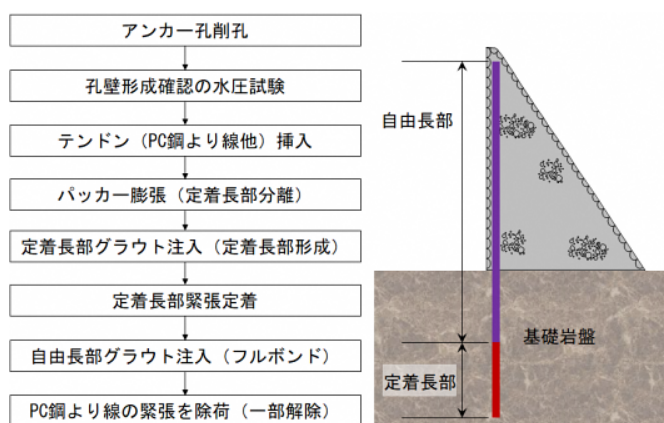 アンカー孔削孔
孔壁形成確認の水圧試験
テンドン（PC鋼より線他）挿入
パッカー膨張（定着長部分離）
定着長部グラウト注入（定着長部形成）
定着長部緊張定着
自由長部グラウト注入（フルボンド）
PC鋼より線の緊張を除荷（一部解除）
自由長部
基礎岩盤
定着長部